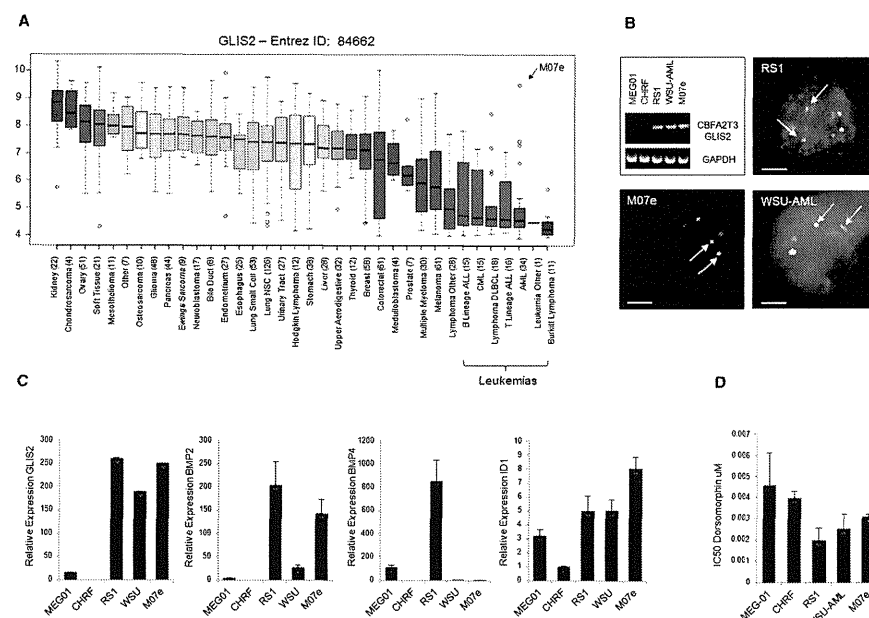 A
GLIS2 – Entrez ID: 84662
M07e
10
9
8
7
6
5
4
Kidney (22)
Chondrosarcoma (4)
Ovary (51)
Soft Tissue (21)
Mesothelioma (11)
Other (7)
Osteosarcoma (10)
Glioma (48)
Pancreas (44)
Ewings Sarcoma (9)
Neuroblastoma (17)
Bile Duct (6)
Endometrium (27)
Esophagus (25)
Lung Small Cell (53)
Lung NSC (126)
Urinary Tract (27)
Hodgkin Lymphoma (12)
Stomach (38)
Liver (28)
Upper Aerodigestive (32)
Thyroid (12)
Breast (58)
Colorectal (61)
Medulloblastoma (4)
Prostate (7)
Multiple Myeloma (30)
Melanoma (61)
Lymphoma Other (28)
B Lineage ALL (15)
CML (15)
Lymphoma DLBCL (18)
T Lineage ALL (16)
AML (34)
Leukemia Other (1)
Burkitt Lymphoma (11)
Leukemias
B
MEG01
CHRF
RS1
WSU-AML
M07e
CBFA2T3
GLIS2
GAPDH
RS1
M07e
WSU-AML
C
Relative Expression GLIS2
300
250
200
150
100
50
0
MEG01
CHRF
RS1
WSU
M07e
Relative Expression BMP2
300
250
200
150
100
50
0
MEG01
CHRF
RS1
WSU
M07e
Relative Expression BMP4
1200
1000
800
600
400
200
0
MEG01
CHRF
RS1
WSU
M07e
Relative Expression ID1
10
9
8
7
6
5
4
3
2
1
0
MEG01
CHRF
RS1
WSU
M07e
D
IC50 Dorsomorphin uM
0.007
0.006
0.005
0.004
0.003
0.002
0.001
0
MEG-01
CHRF
RS1
WSU-AML
M07e